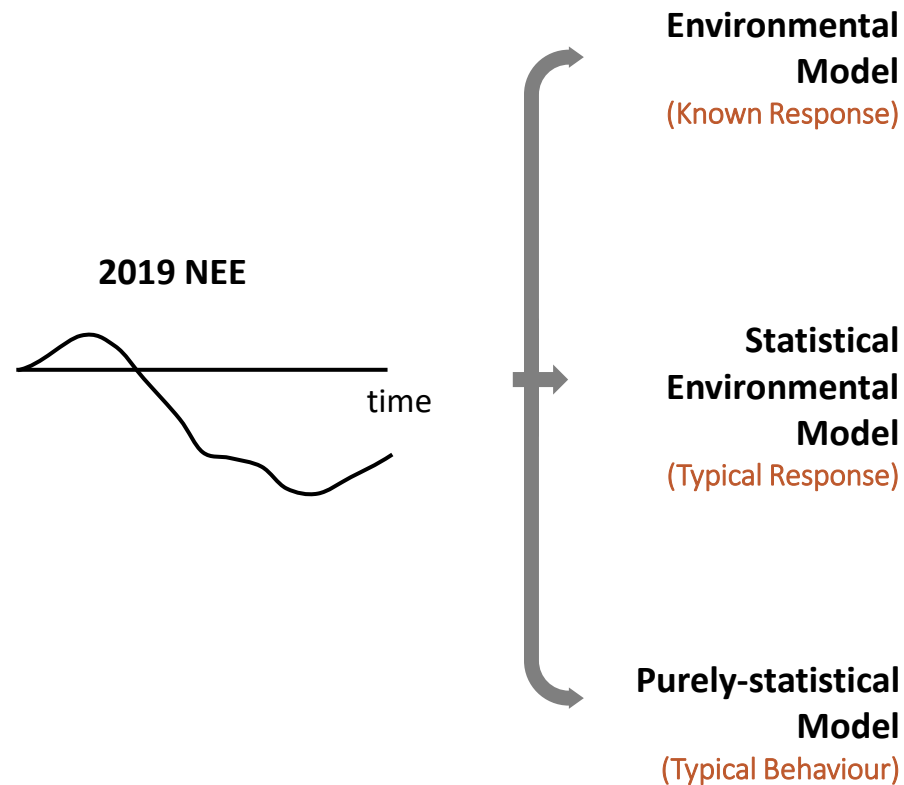 2019 NEE
time
Environmental
Model
(Known Response)
Statistical
Environmental
Model
(Typical Response)
Purely-statistical
Model
(Typical Behaviour)